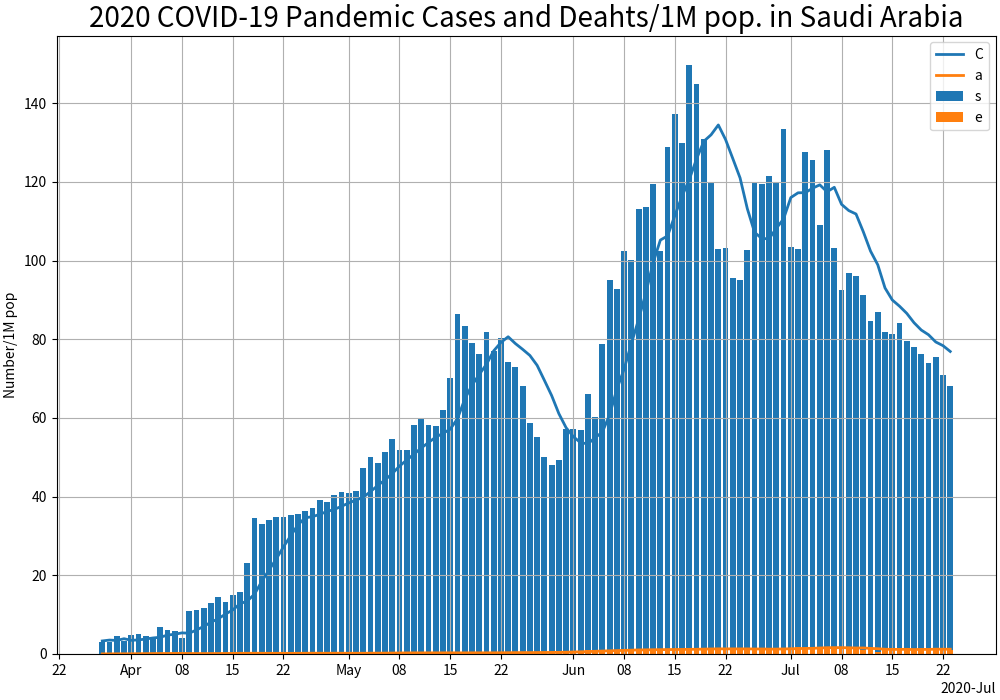 2020 COVID-19 Pandemic Cases and Deahts/1M pop. in Saudi Arabia
C
a
s
e
Number/1M pop
140
120
100
80
60
40
20
0
22 Apr 08 15 22 May 08 15 22 Jun 08 15 22 Jul 08 15 22
2020-Jul